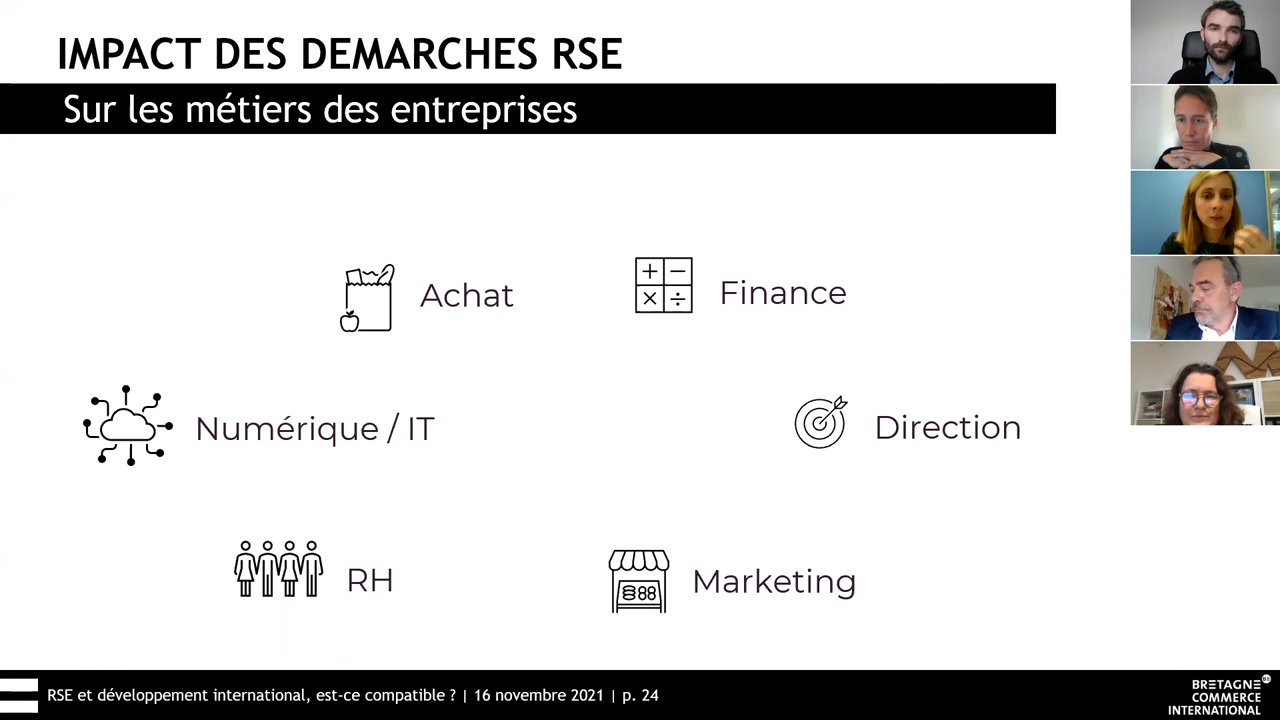 IMPACT DES DEMARCHES RSE
Sur les métiers des entreprises
Achat
Finance
Numérique / IT
Direction
RH
Marketing
RSE et développement international, est-ce compatible ? | 16 novembre 2021 | p. 24
BRETAGNE
COMMERCE
INTERNATIONAL